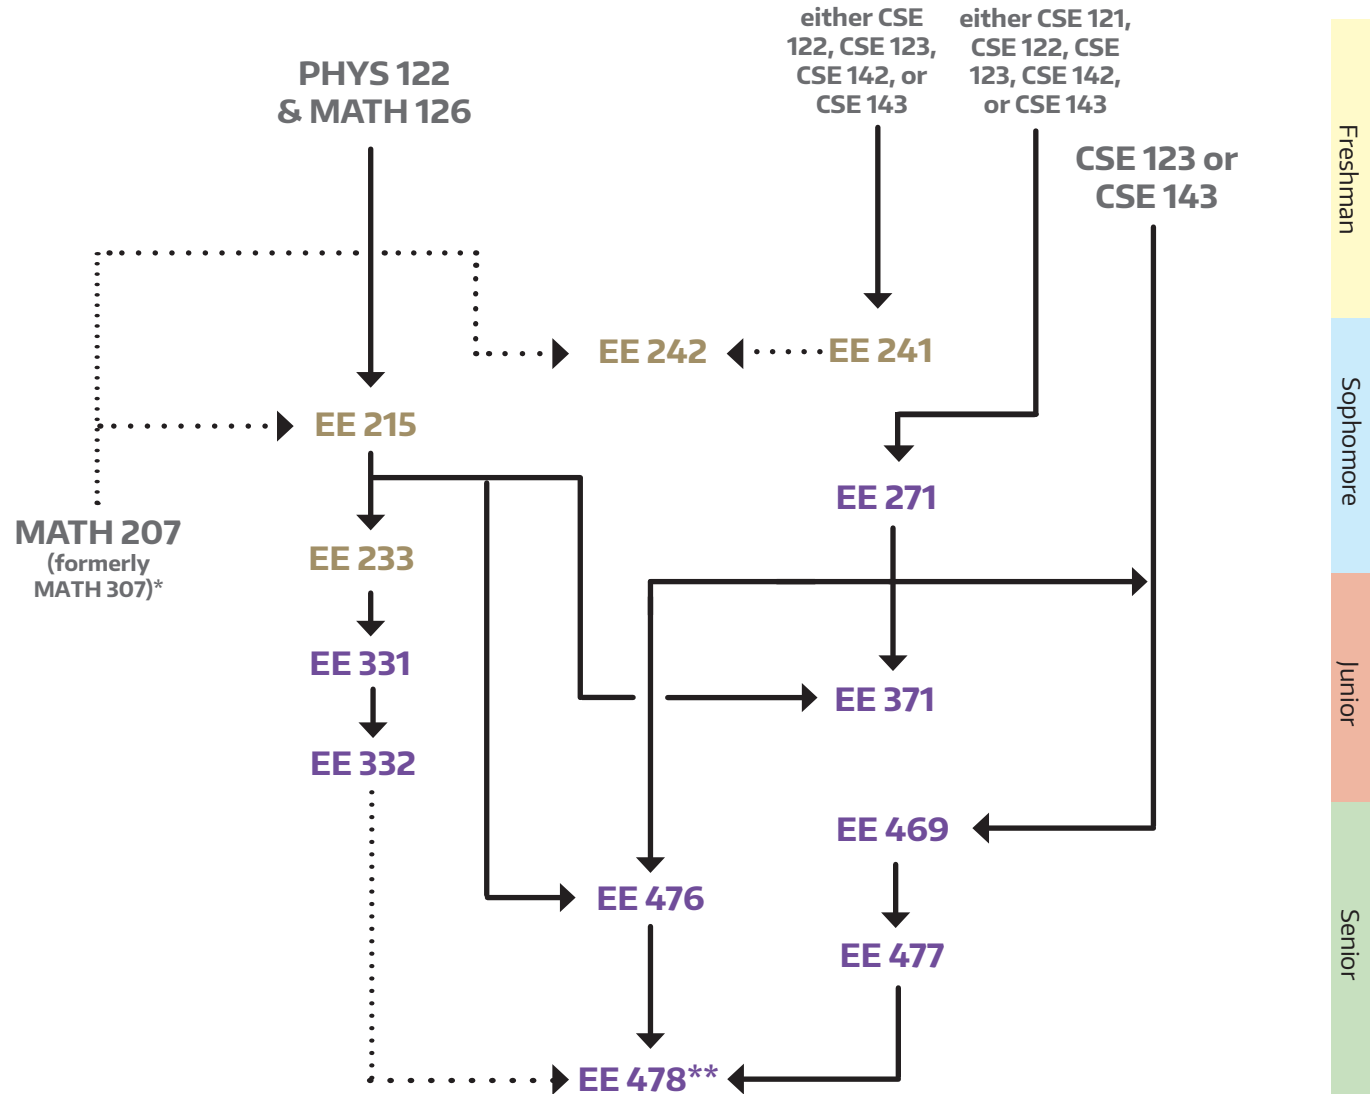 PHYS 122
& MATH 126
either CSE
122, CSE 123,
CSE 142, or
CSE 143
either CSE 121,
CSE 122, CSE
123, CSE 142,
or CSE 143
CSE 123 or
CSE 143
Freshman
EE 242
EE 241
EE 215
Sophomore
EE 271
MATH 207
(formerly
MATH 307)*
EE 233
EE 331
EE 371
Junior
EE 332
EE 469
EE 476
Senior
EE 477
EE 478**